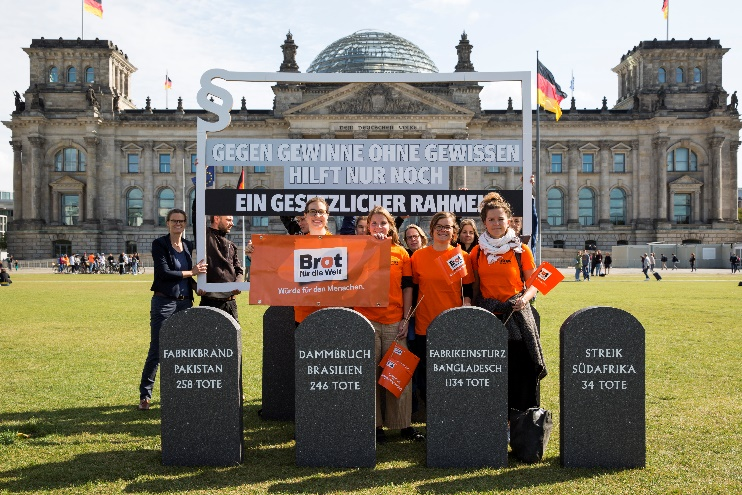 DEM DEUTSCHEN VOLKE
§
GEGEN GEWINNE OHNE GEWISSEN
HILFT NUR NOCH
EIN GESETZLICHER RAHMEN
Brot
für die Welt
Würde für den Menschen.
Brot
FABRIKBRAND
PAKISTAN
258 TOTE
DAMMBRUCH
BRASILIEN
246 TOTE
FABRIKEINSTURZ
BANGLADESCH
1134 TOTE
STREIK
SÜDAFRIKA
34 TOTE